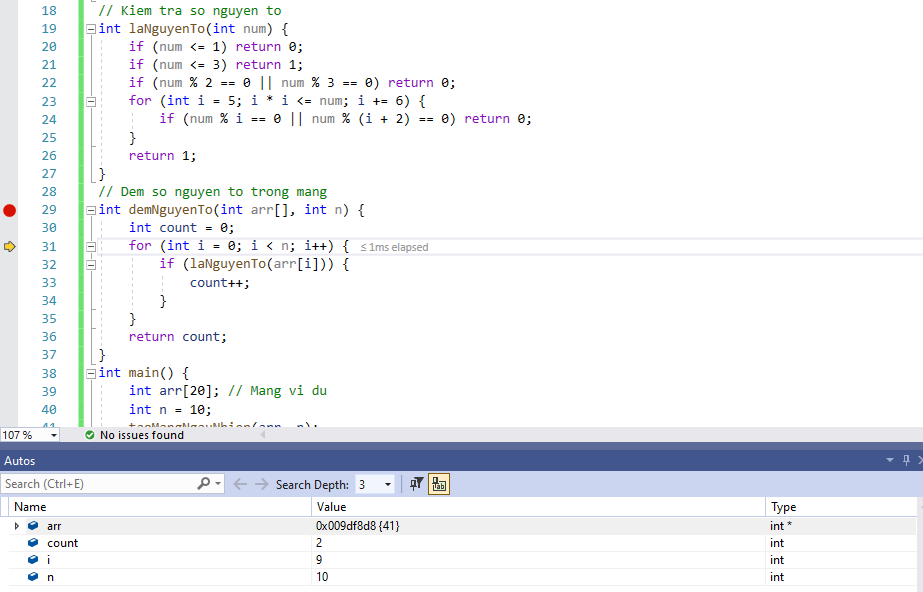 18 // Kiem tra so nguyen to
19 int laNguyenTo(int num) {
20 if (num <= 1) return 0;
21 if (num <= 3) return 1;
22 if (num % 2 == 0 || num % 3 == 0) return 0;
23 for (int i = 5; i * i <= num; i += 6) {
24 if (num % i == 0 || num % (i + 2) == 0) return 0;
25 }
26 return 1;
27 }
28 // Dem so nguyen to trong mang
29 int demNguyenTo(int arr[], int n) {
30 int count = 0;
31 for (int i = 0; i < n; i++) { ≤ 1ms elapsed
32 if (laNguyenTo(arr[i])) {
33 count++;
34 }
35 }
36 return count;
37 }
38 int main() {
39 int arr[20]; // Mang vi du
40 int n = 10;
41 taoMangNgauNhien(arr, n);
107 % No issues found
Autos
Search (Ctrl+E) Search Depth: 3
Name Value Type
arr 0x009df8d8 {41} int *
count 2 int
i 9 int
n 10 int